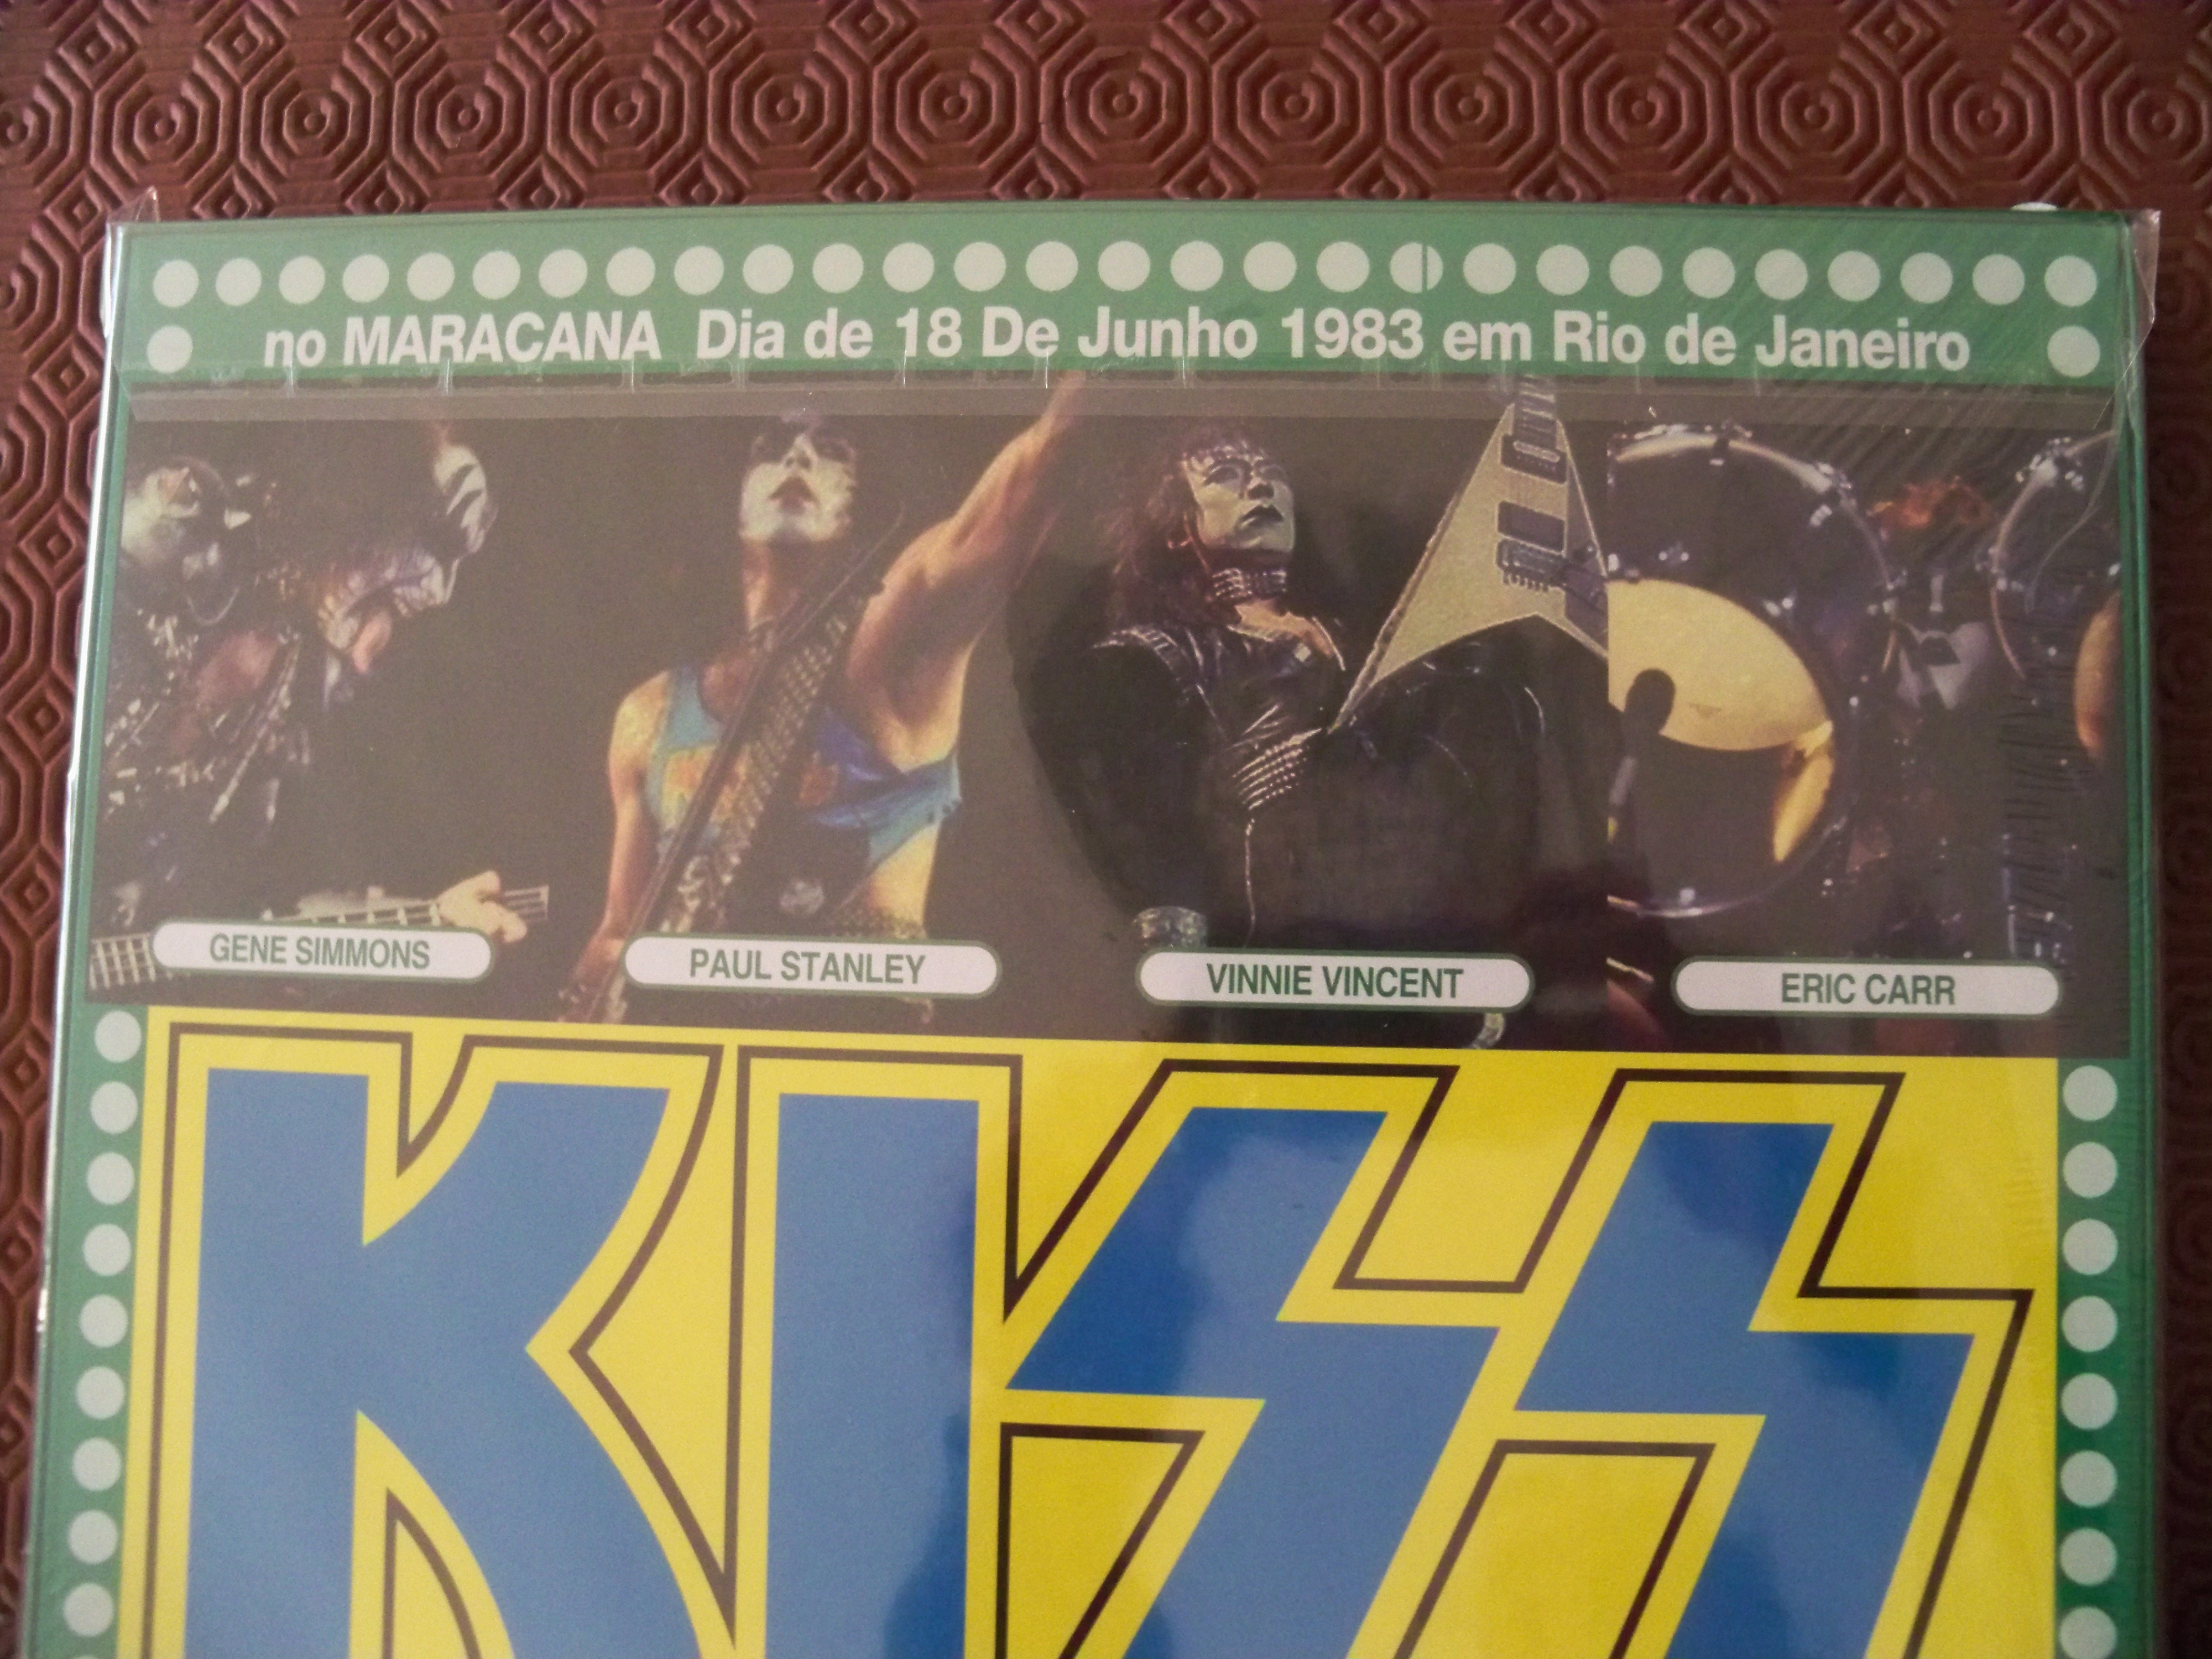 no MARACANA Dia de 18 De Junho 1983 em Rio de Janeiro
GENE SIMMONS
PAUL STANLEY
VINNIE VINCENT
ERIC CARR
KISS